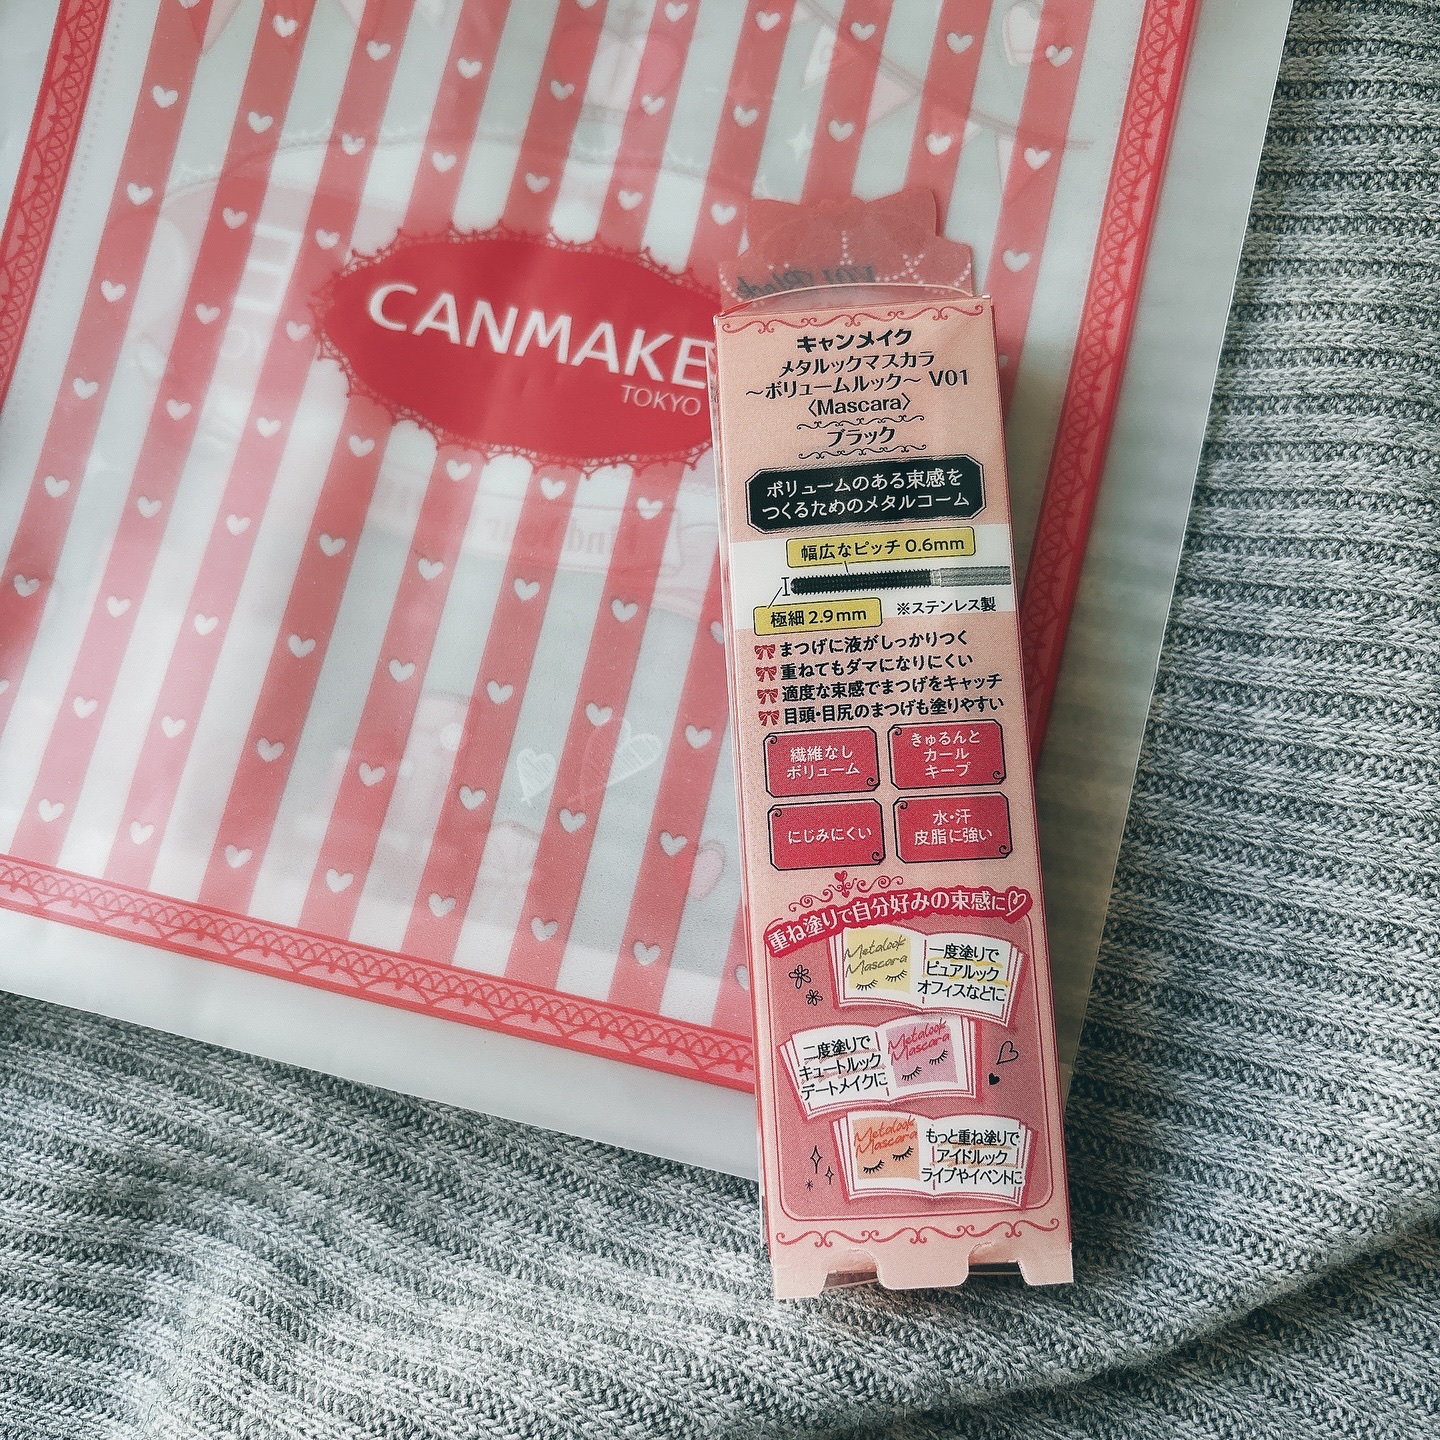 CANMAKE
TOKYO
キャンメイク
メタルックマスカラ
～ボリュームルック～ V01
〈Mascara〉
ブラック
ボリュームのある束感を
つくるためのメタルコーム
幅広なピッチ 0.6mm
極細 2.9mm
※ステンレス製
まつげに液がしっかりつく
重ねてもダマになりにくい
適度な束感でまつげをキャッチ
目頭・目尻のまつげも塗りやすい
繊維なし
ボリューム
きゅるんと
カール
キープ
にじみにくい
水・汗
皮脂に強い
重ね塗りで自分好みの束感に♡
Metalook
Mascara
一度塗りで
ピュアルック
オフィスなどに
二度塗りで
キュートルック
デートメイクに
Metalook
Mascara
Metalook
Mascara
もっと重ね塗りで
アイドルック
ライブやイベントに